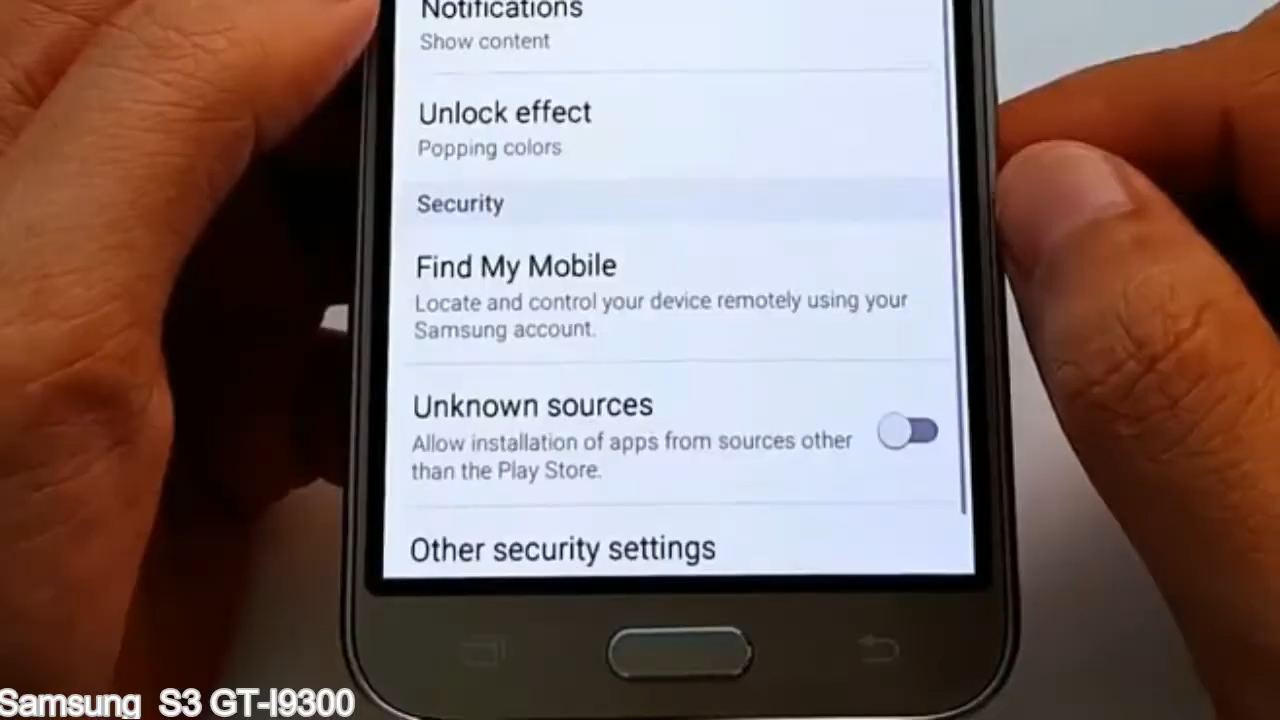 Notifications
Show content
Unlock effect
Popping colors
Security
Find My Mobile
Locate and control your device remotely using your
Samsung account.
Unknown sources
Allow installation of apps from sources other
than the Play Store.
Other security settings
Samsung S3 GT-I9300